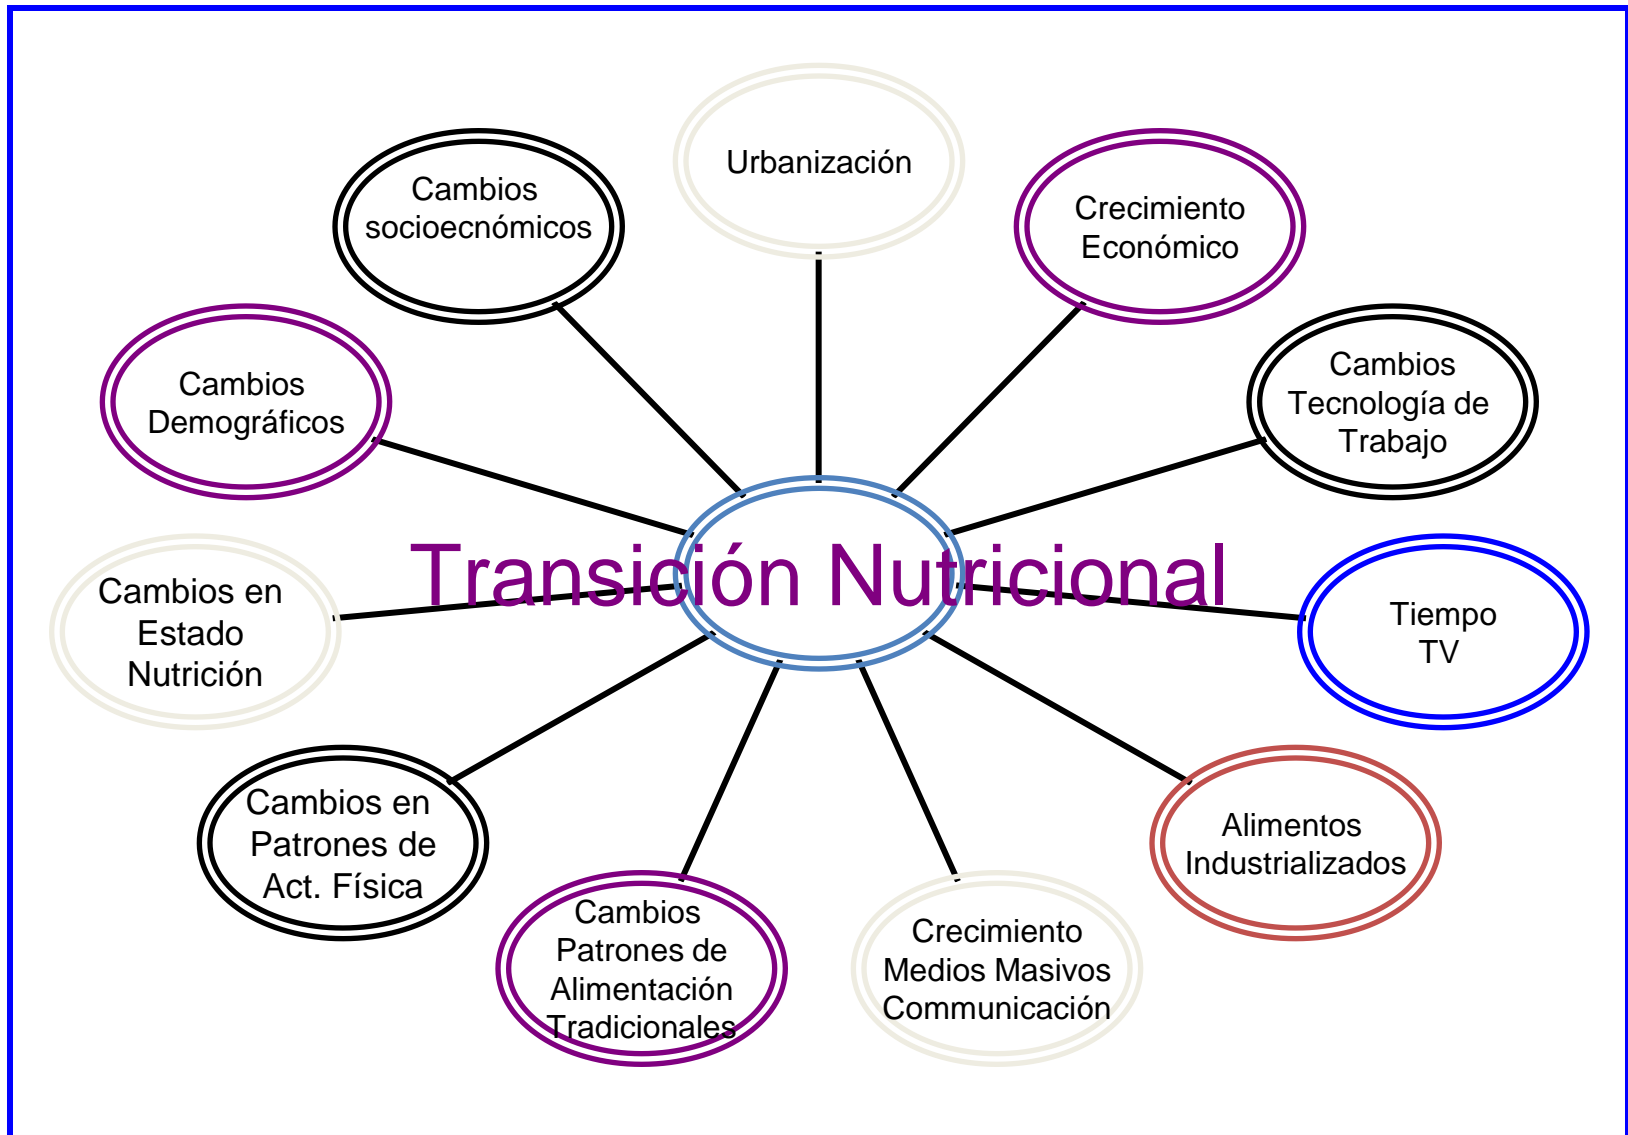 Urbanización
Cambios
socioecnómicos
Crecimiento
Económico
Cambios
Demográficos
Cambios
Tecnología de
Trabajo
Transición Nutricional
Cambios en
Estado
Nutrición
Tiempo
TV
Cambios en
Patrones de
Act. Física
Alimentos
Industrializados
Cambios
Patrones de
Alimentación
Tradicionales
Crecimiento
Medios Masivos
Communicación